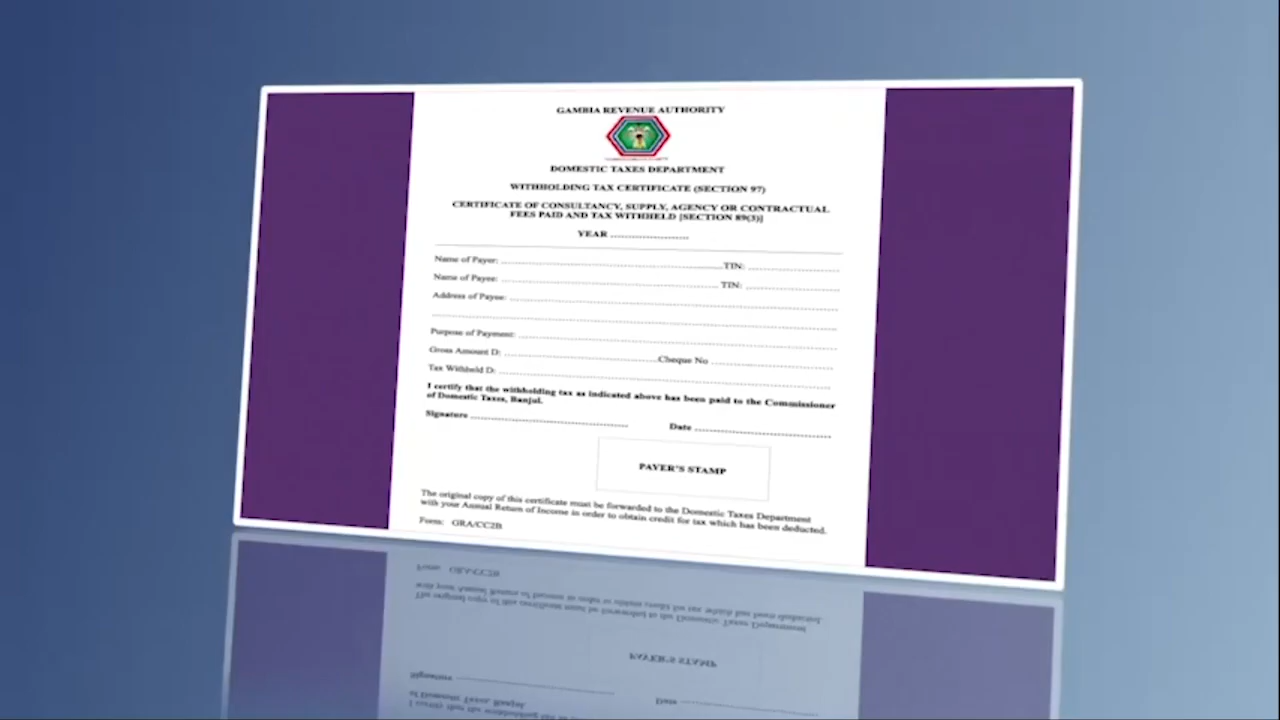 GAMBIA REVENUE AUTHORITY
DOMESTIC TAXES DEPARTMENT
WITHHOLDING TAX CERTIFICATE (SECTION 97)
CERTIFICATE OF CONSULTANCY, SUPPLY, AGENCY OR CONTRACTUAL
FEES PAID AND TAX WITHHELD [SECTION 89(3)]
YEAR ........................
Name of Payer: ........................ TIN: ........................
Name of Payee: ........................ TIN: ........................
Address of Payee: ........................
Purpose of Payment: ........................
Gross Amount D: ........................ Cheque No ........................
Tax Withheld D: ........................
I certify that the withholding tax as indicated above has been paid to the Commissioner
of Domestic Taxes, Banjul.
Signature ........................ Date ........................
PAYER'S STAMP
The original copy of this certificate must be forwarded to the Domestic Taxes Department
with your Annual Return of Income in order to obtain credit for tax which has been deducted.
Form: GRA/CC2B